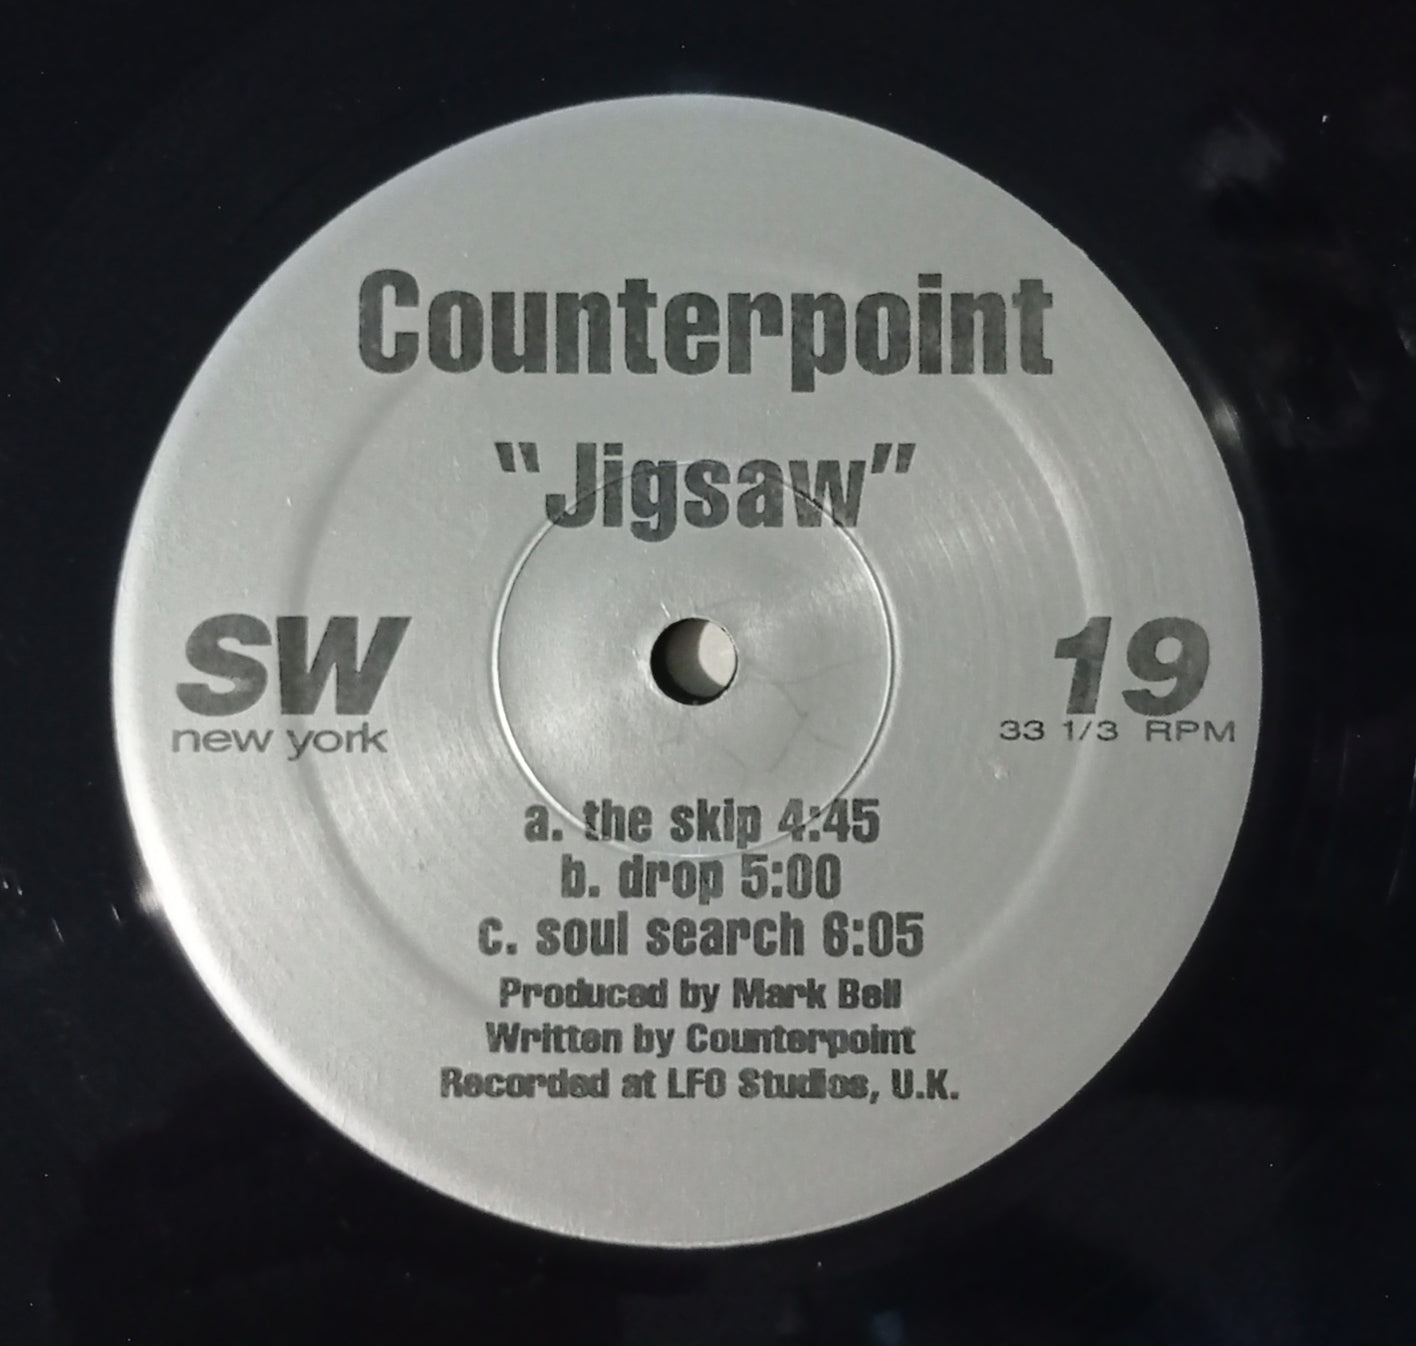 Counterpoint
"Jigsaw"
SW
new york
19
33 1/3 RPM
a. the skip 4:45
b. drop 5:00
c. soul search 6:05
Produced by Mark Bell
Written by Counterpoint
Recorded at LFO Studios, U.K.